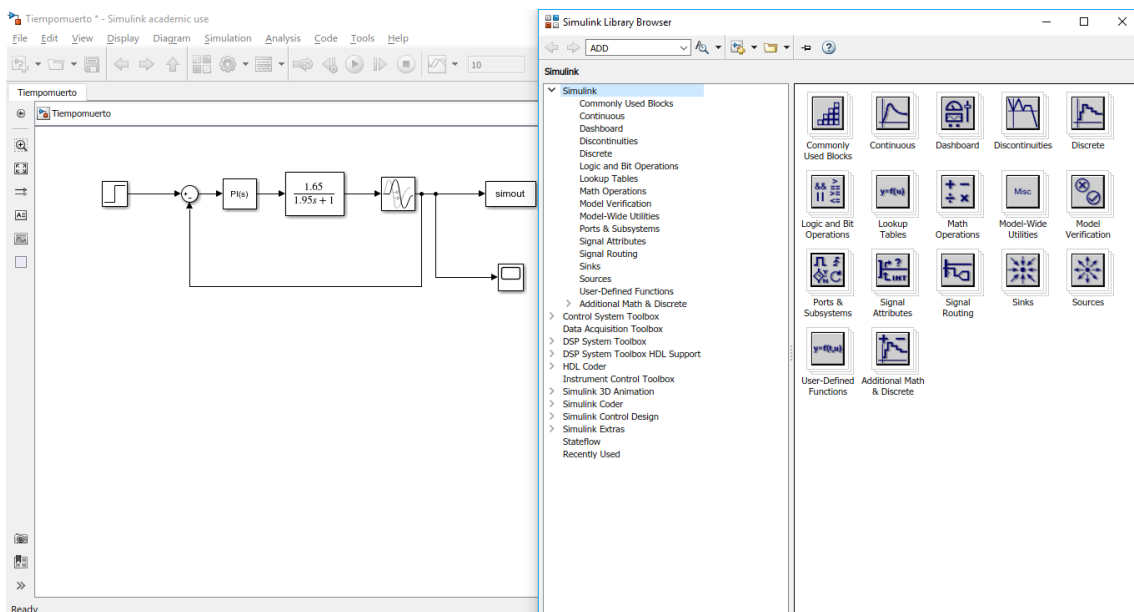 Tiempomuerto * - Simulink academic use
File Edit View Display Diagram Simulation Analysis Code Tools Help
10
Tiempomuerto
Tiempomuerto
PI(s)
1.65
1.95s + 1
simout
Ready
Simulink Library Browser
ADD
Simulink
Simulink
Commonly Used Blocks
Continuous
Dashboard
Discontinuities
Discrete
Logic and Bit Operations
Lookup Tables
Math Operations
Model Verification
Model-Wide Utilities
Ports & Subsystems
Signal Attributes
Signal Routing
Sinks
Sources
User-Defined Functions
Additional Math & Discrete
Control System Toolbox
Data Acquisition Toolbox
DSP System Toolbox
DSP System Toolbox HDL Support
HDL Coder
Instrument Control Toolbox
Simulink 3D Animation
Simulink Coder
Simulink Control Design
Simulink Extras
Stateflow
Recently Used
Commonly Continuous Dashboard Discontinuities Discrete
Used Blocks
y=f(u) Misc
Logic and Bit Lookup Math Model-Wide Model
Operations Tables Operations Utilities Verification
Ports & Signal Signal Sinks Sources
Subsystems Attributes Routing
y=f(t,u)
User-Defined Additional Math
Functions & Discrete